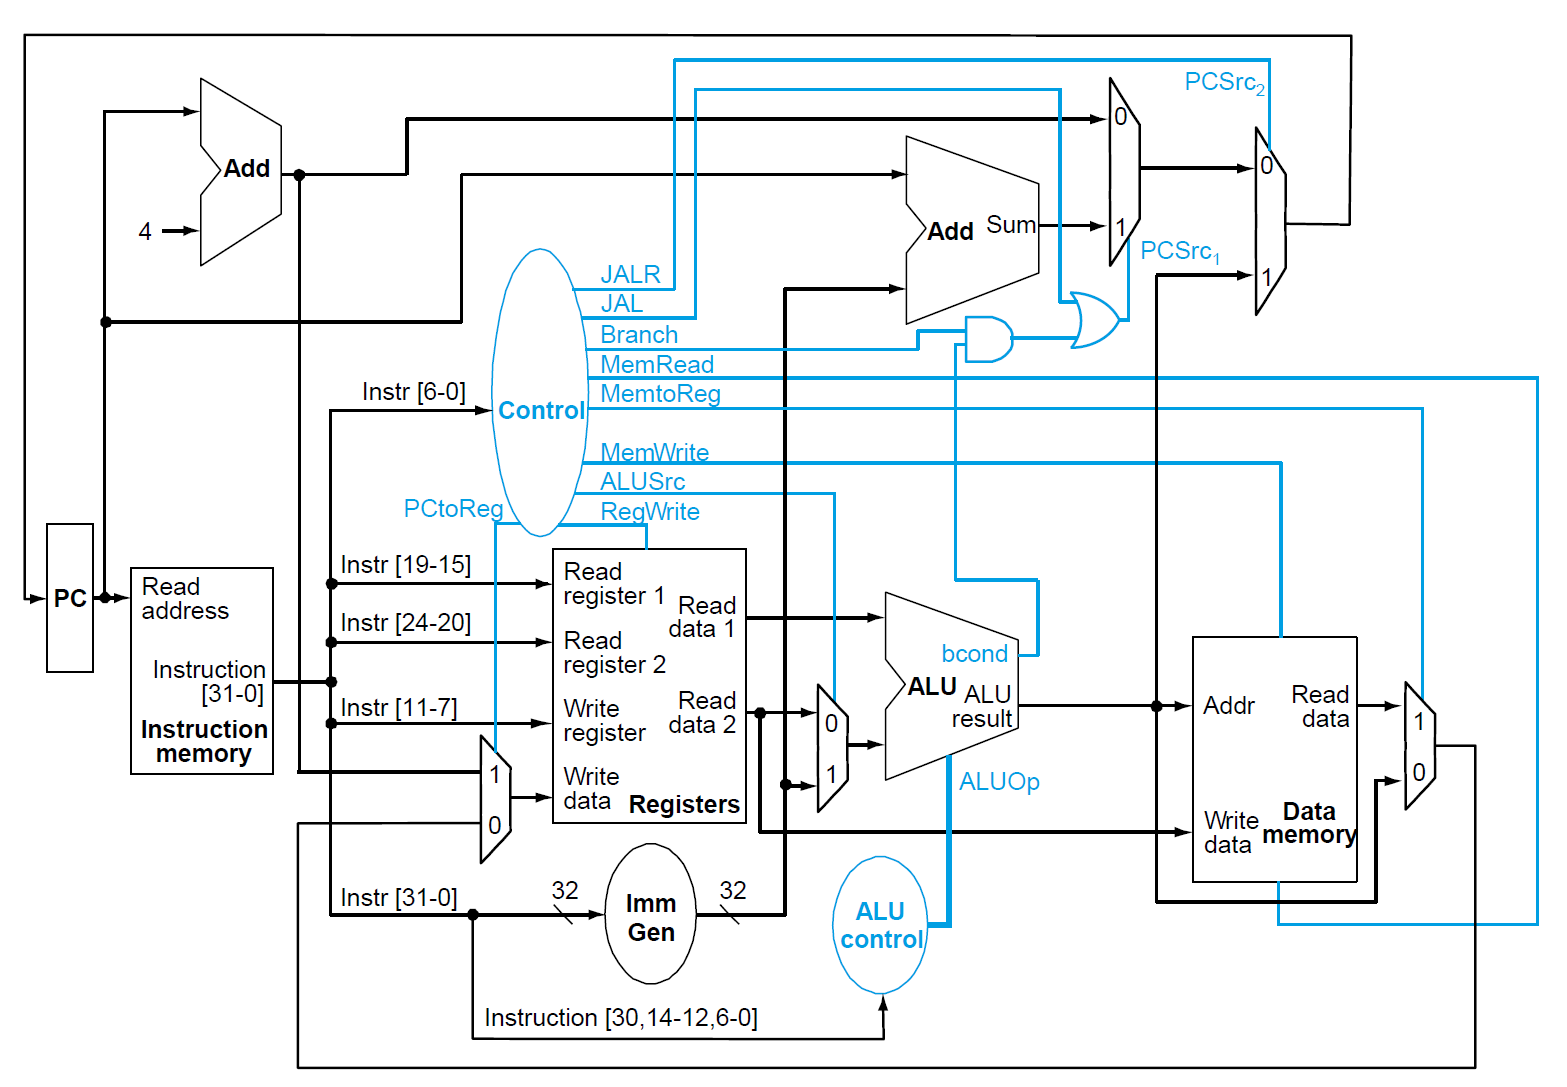 PCSrc2
0
Add
0
4
Add
Sum
1
PCSrc1
1
JALR
JAL
Branch
MemRead
MemtoReg
Instr [6-0]
Control
MemWrite
ALUSrc
RegWrite
PCtoReg
PC
Read
address
Instruction
[31-0]
Instruction
memory
Instr [19-15]
Instr [24-20]
Instr [11-7]
Instr [31-0]
1
0
Read
register 1
Read
register 2
Write
register
Write
data
Read
data 1
Read
data 2
Registers
0
1
bcond
ALU
ALU
result
ALUOp
Addr
Read
data
Write
data
Data
memory
1
0
32
Imm
Gen
32
ALU
control
Instruction [30,14-12,6-0]